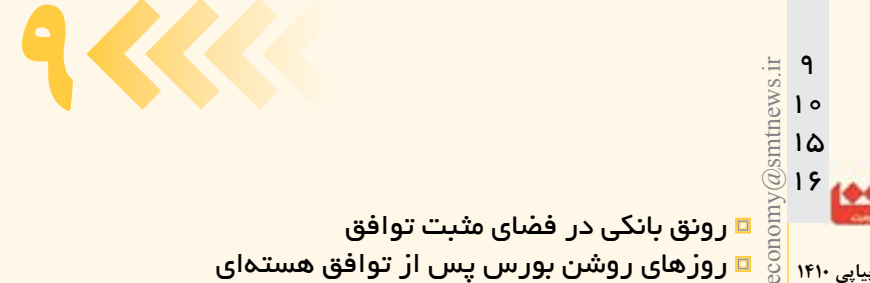 ۹
۹
۱۰
۱۵
۱۶
economy@smtnews.ir
رونق بانکی در فضای مثبت توافق
روزهای روشن بورس پس از توافق هسته‌ای
پیاپی ۱۴۱۰